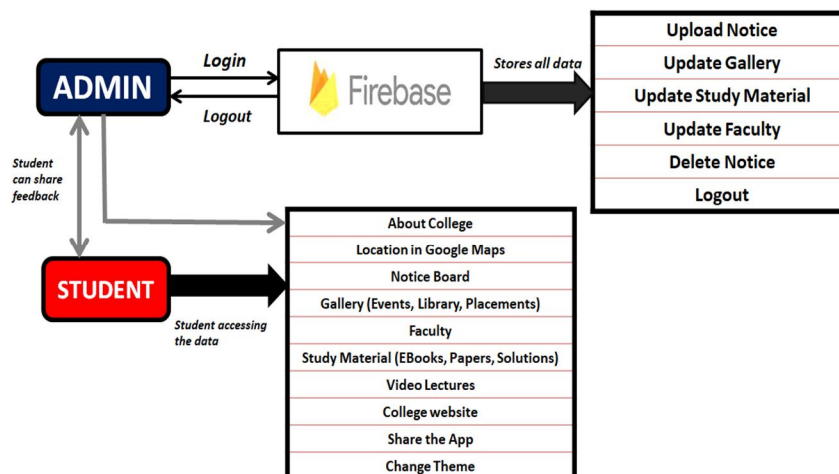 Login
ADMIN
Firebase
Logout
Stores all data
Upload Notice
Update Gallery
Update Study Material
Update Faculty
Delete Notice
Logout
Student
can share
feedback
STUDENT
Student accessing
the data
About College
Location in Google Maps
Notice Board
Gallery (Events, Library, Placements)
Faculty
Study Material (EBooks, Papers, Solutions)
Video Lectures
College website
Share the App
Change Theme